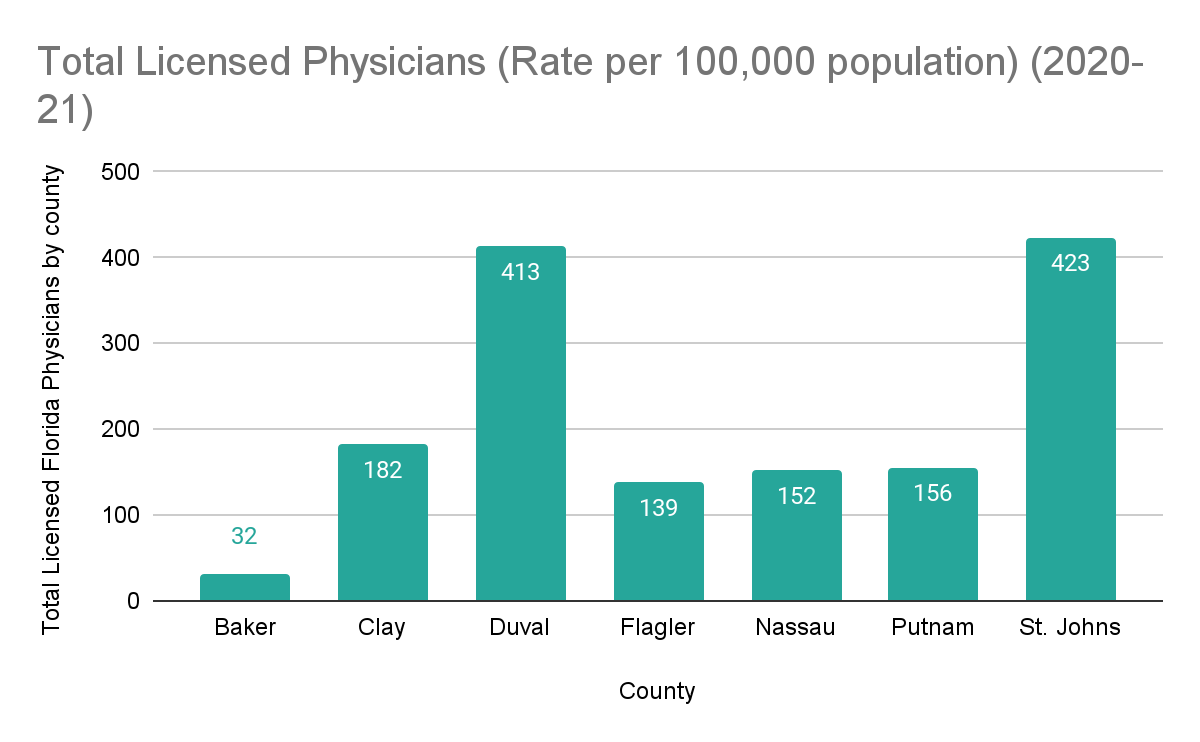 Total Licensed Physicians (Rate per 100,000 population) (2020-
21)
Total Licensed Florida Physicians by county
500
400
300
200
100
0
32
182
413
139
152
156
423
Baker
Clay
Duval
Flagler
Nassau
Putnam
St. Johns
County